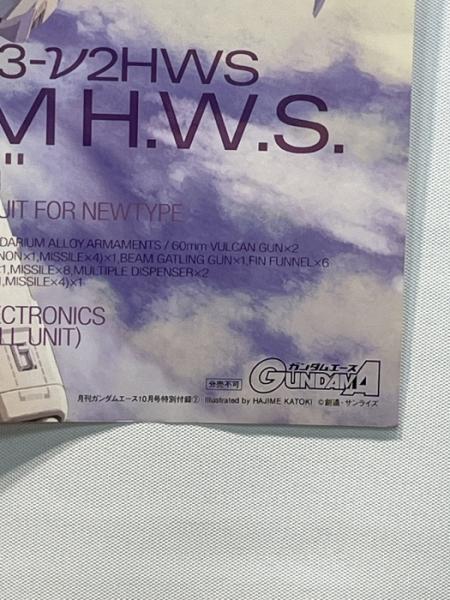 3-ν2HWS
M H.W.S.
"
UIT FOR NEWTYPE
DARIUM ALLOY ARMAMENTS / 60mm VULCAN GUN×2
NON×1,MISSILE×4)×1,BEAM GATLING GUN×1,FIN FUNNEL×6
×1,MISSILE×8,MULTIPLE DISPENSER×2
1,MISSILE×4)×1
ECTRONICS
LL UNIT)
ガンダムエース
GUNDAM A
分売不可
月刊ガンダムエース10月号特別付録② Illustrated by HAJIME KATOKI ©創通・サンライズ